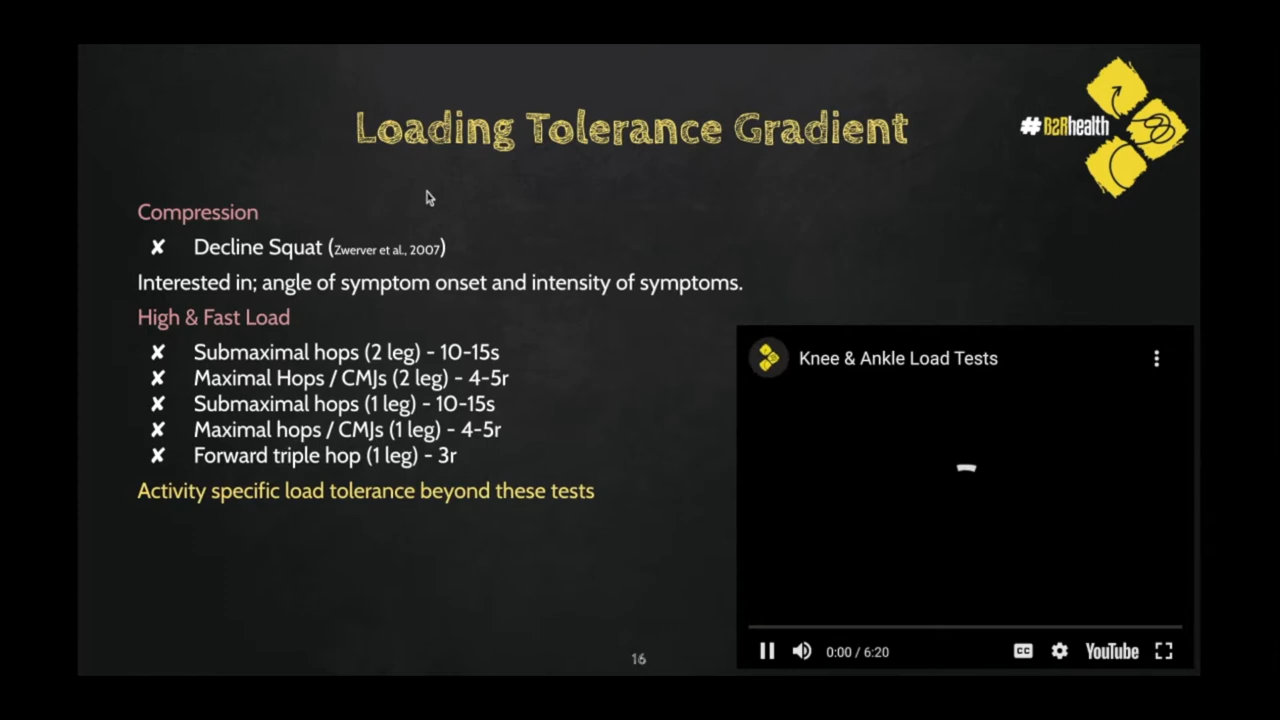 Loading Tolerance Gradient
#B2Rhealth
Compression
✘ Decline Squat (Zwerver et al., 2007)
Interested in; angle of symptom onset and intensity of symptoms.
High & Fast Load
✘ Submaximal hops (2 leg) - 10-15s
✘ Maximal Hops / CMJs (2 leg) - 4-5r
✘ Submaximal hops (1 leg) - 10-15s
✘ Maximal hops / CMJs (1 leg) - 4-5r
✘ Forward triple hop (1 leg) - 3r
Activity specific load tolerance beyond these tests
Knee & Ankle Load Tests
0:00 / 6:20
CC
YouTube
16